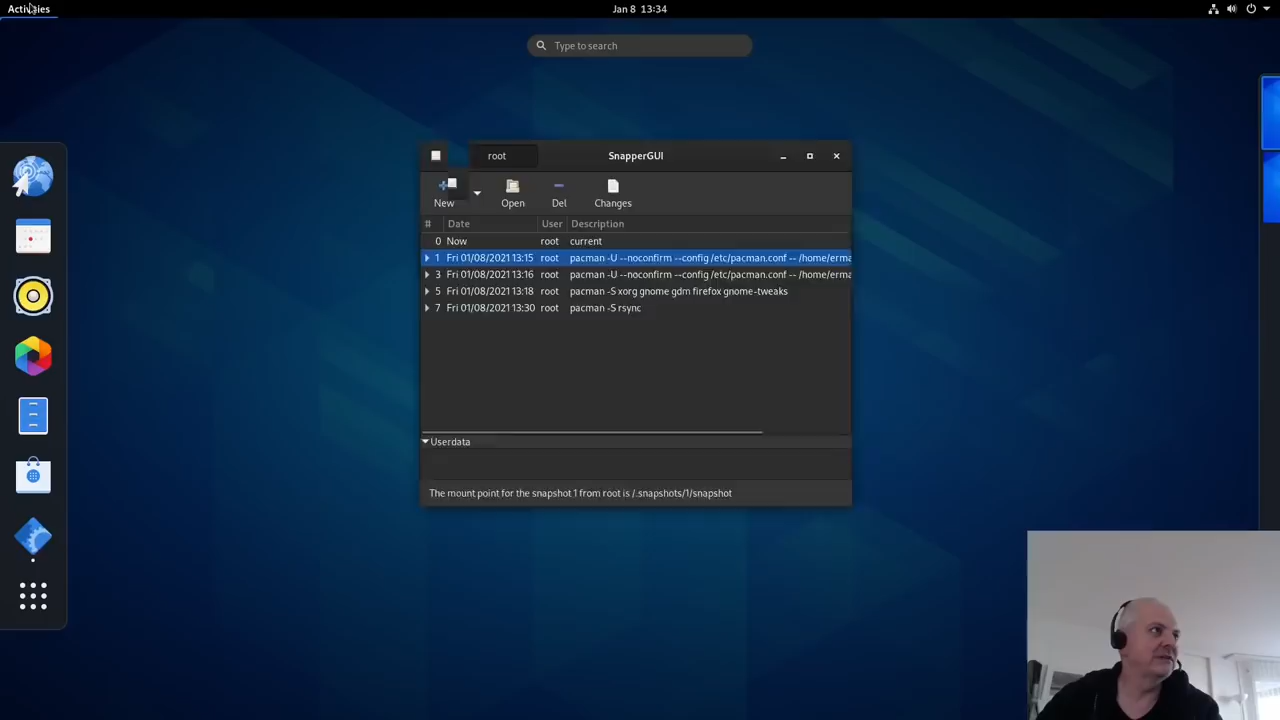 Activities
Jan 8 13:34
Type to search
root
SnapperGUI
New
Open
Del
Changes
# Date User Description
0 Now root current
1 Fri 01/08/2021 13:15 root pacman -U --noconfirm --config /etc/pacman.conf -- /home/erma
3 Fri 01/08/2021 13:16 root pacman -U --noconfirm --config /etc/pacman.conf -- /home/erma
5 Fri 01/08/2021 13:18 root pacman -S xorg gnome gdm firefox gnome-tweaks
7 Fri 01/08/2021 13:30 root pacman -S rsync
Userdata
The mount point for the snapshot 1 from root is /.snapshots/1/snapshot